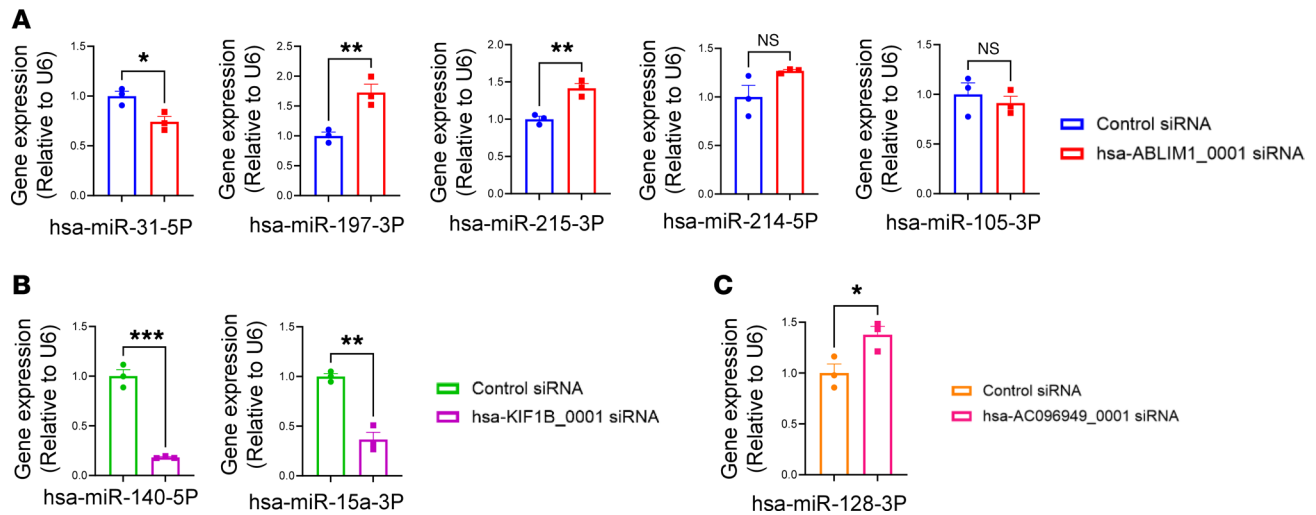 A
Gene expression
(Relative to U6)
1.5
1.0
0.5
0.0
*
hsa-miR-31-5P
Gene expression
(Relative to U6)
2.5
2.0
1.5
1.0
0.5
0.0
**
hsa-miR-197-3P
Gene expression
(Relative to U6)
2.0
1.5
1.0
0.5
0.0
**
hsa-miR-215-3P
Gene expression
(Relative to U6)
1.5
1.0
0.5
0.0
NS
hsa-miR-214-5P
Gene expression
(Relative to U6)
1.5
1.0
0.5
0.0
NS
hsa-miR-105-3P
Control siRNA
hsa-ABLIM1_0001 siRNA
B
Gene expression
(Relative to U6)
1.5
1.0
0.5
0.0
***
hsa-miR-140-5P
Gene expression
(Relative to U6)
1.5
1.0
0.5
0.0
**
hsa-miR-15a-3P
Control siRNA
hsa-KIF1B_0001 siRNA
C
Gene expression
(Relative to U6)
1.5
1.0
0.5
0.0
*
hsa-miR-128-3P
Control siRNA
hsa-AC096949_0001 siRNA